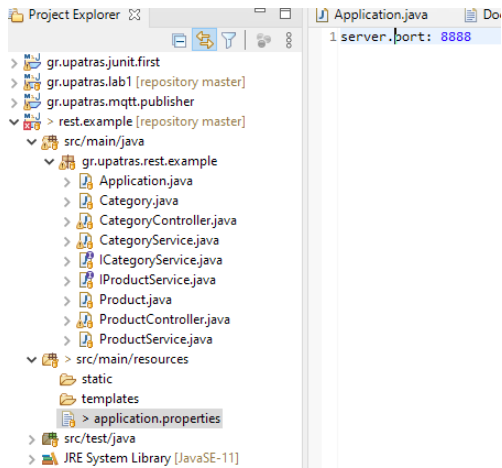 Project Explorer
Application.java
Do
1 server.port: 8888
gr.upatras.junit.first
gr.upatras.lab1 [repository master]
gr.upatras.mqtt.publisher
> rest.example [repository master]
src/main/java
gr.upatras.rest.example
Application.java
Category.java
CategoryController.java
CategoryService.java
ICategoryService.java
IProductService.java
Product.java
ProductController.java
ProductService.java
> src/main/resources
static
templates
> application.properties
src/test/java
JRE System Library [JavaSE-11]